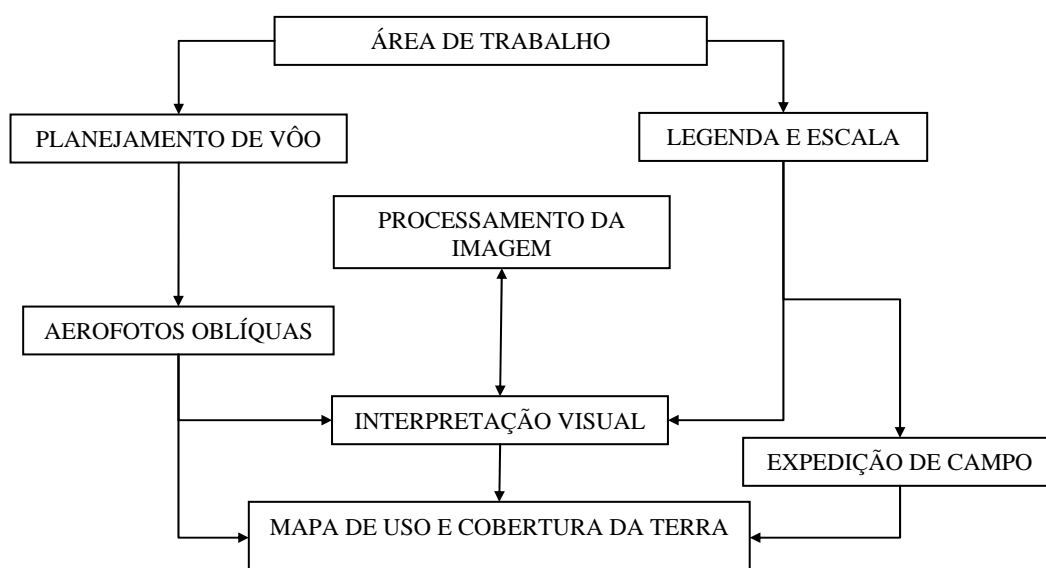 ÁREA DE TRABALHO
PLANEJAMENTO DE VÔO
LEGENDA E ESCALA
PROCESSAMENTO DA
IMAGEM
AEROFOTOS OBLÍQUAS
INTERPRETAÇÃO VISUAL
EXPEDIÇÃO DE CAMPO
MAPA DE USO E COBERTURA DA TERRA